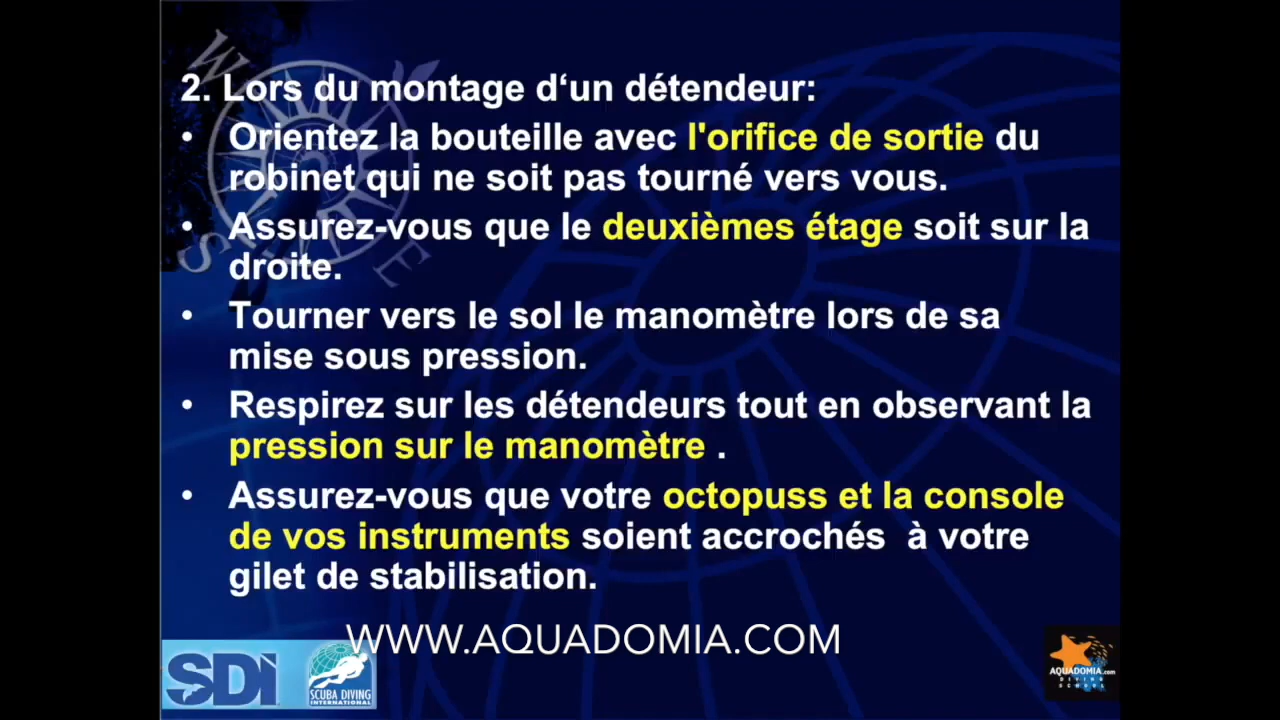 2. Lors du montage d‘un détendeur:
• Orientez la bouteille avec l'orifice de sortie du
robinet qui ne soit pas tourné vers vous.
• Assurez-vous que le deuxièmes étage soit sur la
droite.
• Tourner vers le sol le manomètre lors de sa
mise sous pression.
• Respirez sur les détendeurs tout en observant la
pression sur le manomètre .
• Assurez-vous que votre octopuss et la console
de vos instruments soient accrochés à votre
gilet de stabilisation.
WWW.AQUADOMIA.COM
SDI
SCUBA DIVING
INTERNATIONAL
AQUADOMIA.com
DIVING
SCHOOL